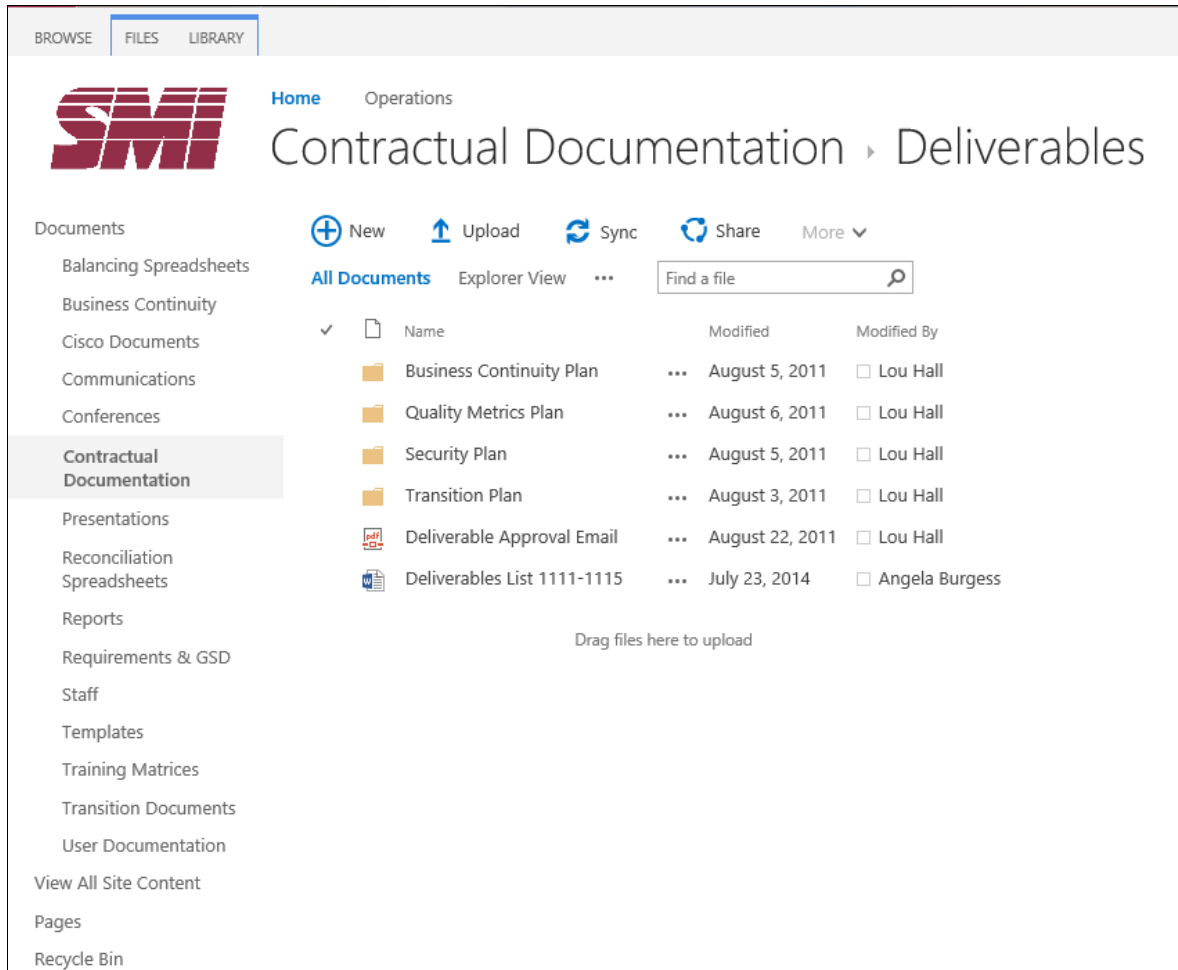 BROWSE FILES LIBRARY
SMI
Home Operations
Contractual Documentation Deliverables
Documents
Balancing Spreadsheets
Business Continuity
Cisco Documents
Communications
Conferences
Contractual
Documentation
Presentations
Reconciliation
Spreadsheets
Reports
Requirements & GSD
Staff
Templates
Training Matrices
Transition Documents
User Documentation
View All Site Content
Pages
Recycle Bin
New Upload Sync Share More
All Documents Explorer View ••• Find a file
Name Modified Modified By
Business Continuity Plan ••• August 5, 2011 Lou Hall
Quality Metrics Plan ••• August 6, 2011 Lou Hall
Security Plan ••• August 5, 2011 Lou Hall
Transition Plan ••• August 3, 2011 Lou Hall
pdf Deliverable Approval Email ••• August 22, 2011 Lou Hall
w Deliverables List 1111-1115 ••• July 23, 2014 Angela Burgess
Drag files here to upload